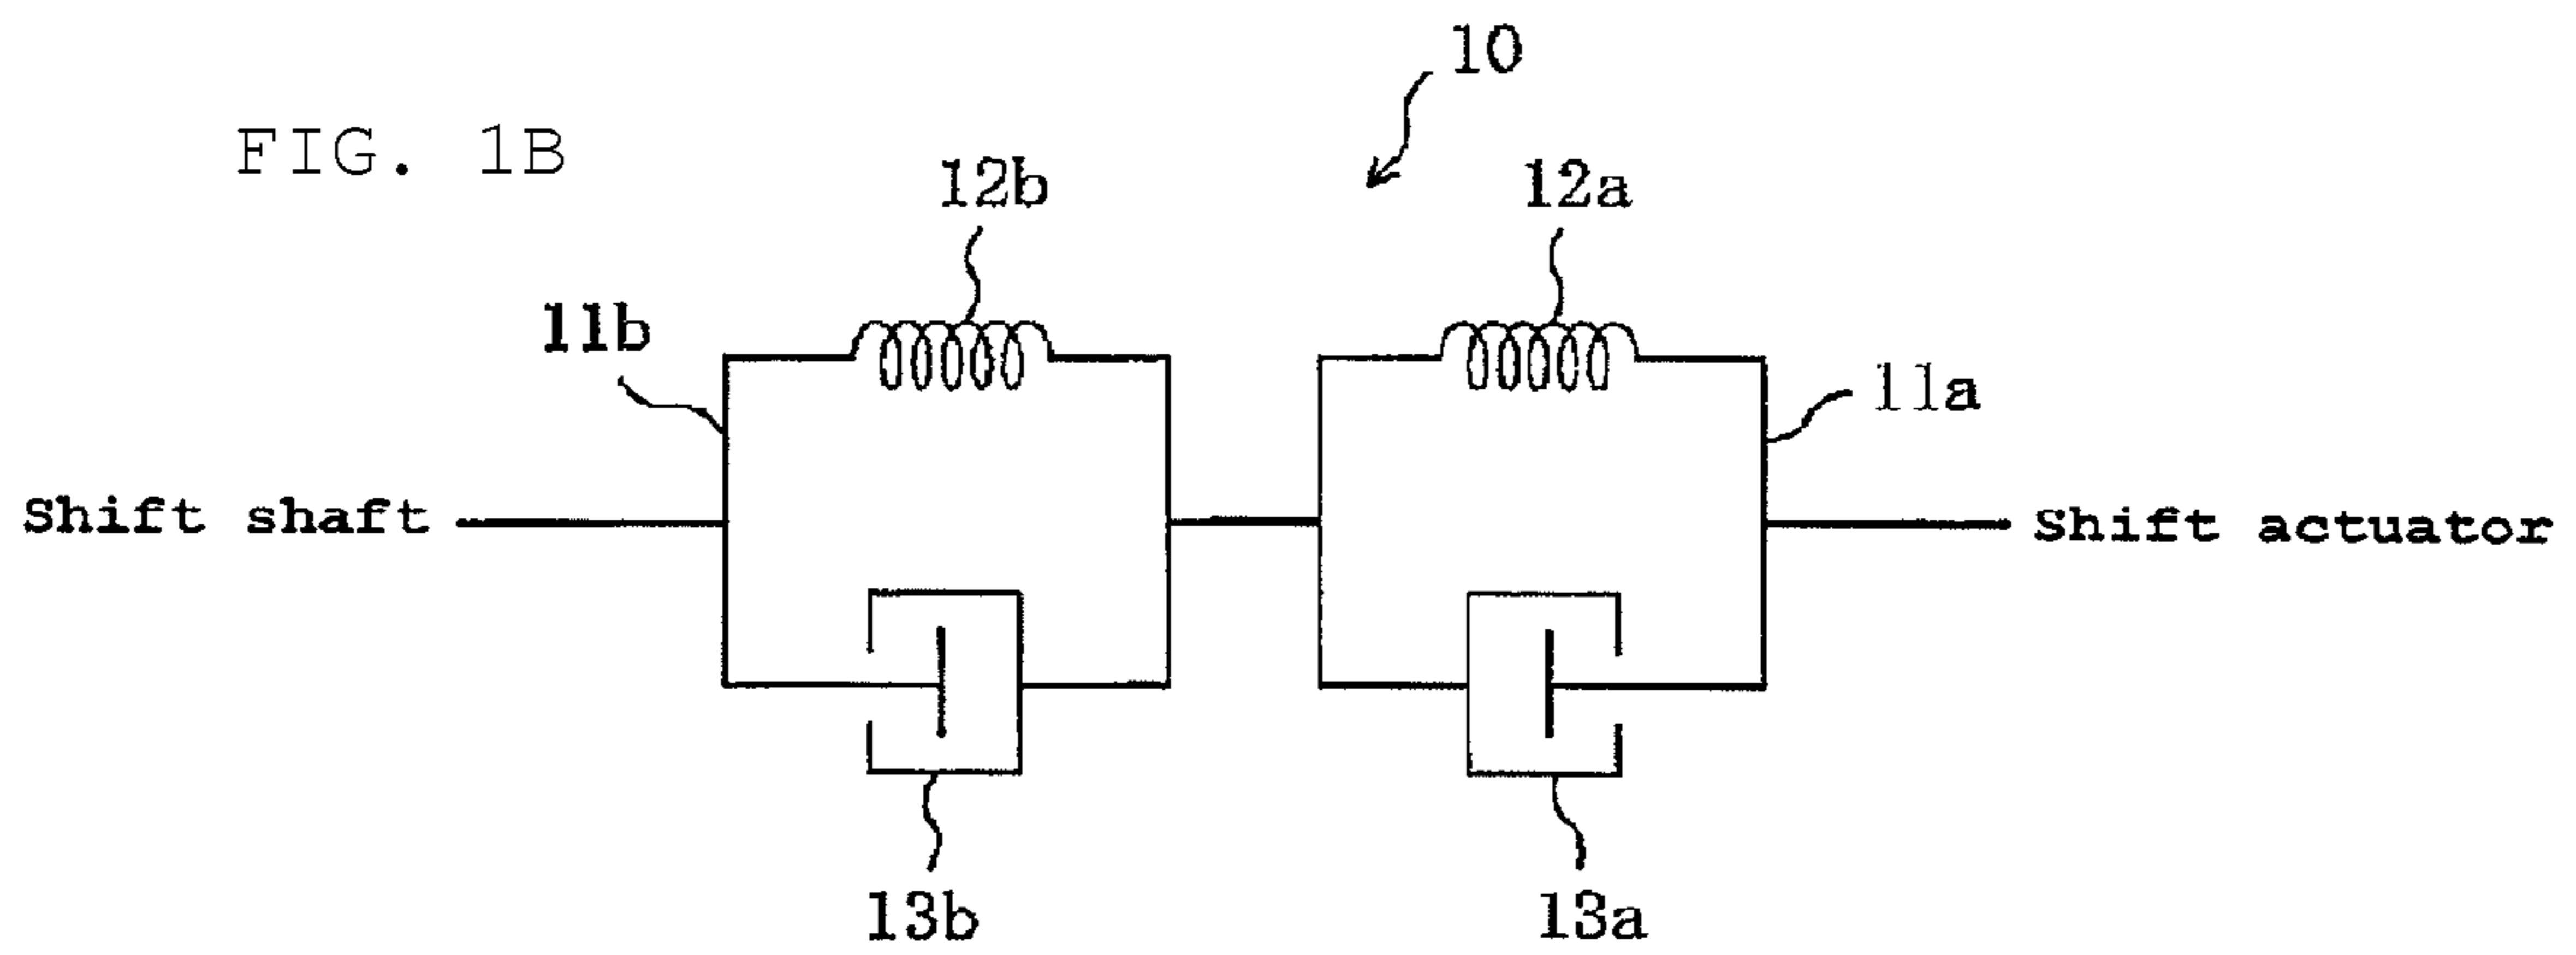 10
FIG. 1B
12b
12a
11b
11a
Shift shaft
Shift actuator
13b
13a